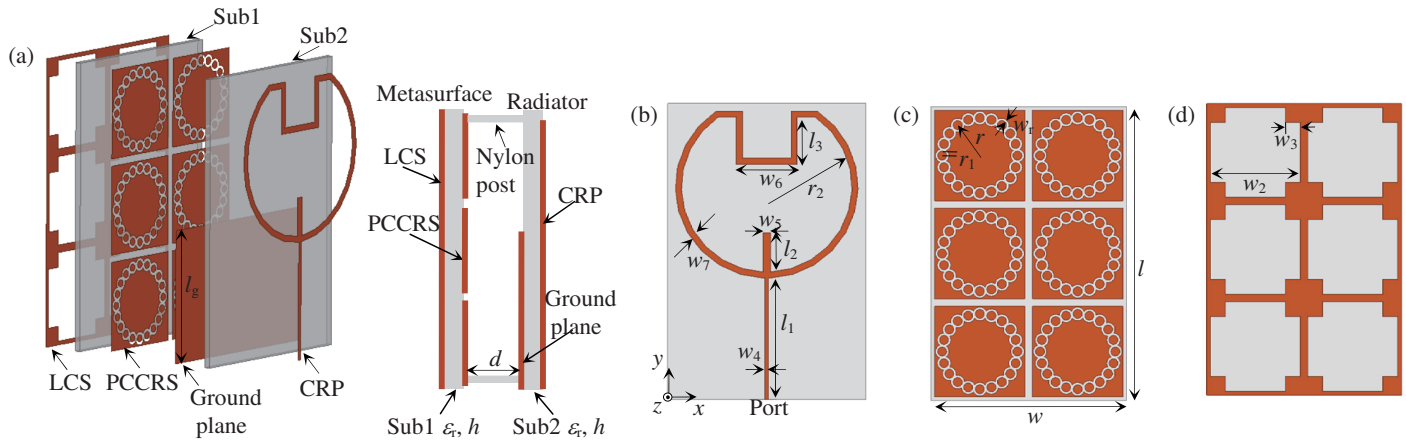 (a)
Sub1
Sub2
l_g
LCS
PCCRS
Ground
plane
CRP
Metasurface
Radiator
LCS
Nylon
post
CRP
PCCRS
Ground
plane
d
Sub1 ε_r, h
Sub2 ε_r, h
(b)
l_3
w_6
r_2
w_5
l_2
w_7
l_1
w_4
y
z
x
Port
(c)
r
w_r
r_1
l
w
(d)
w_3
w_2